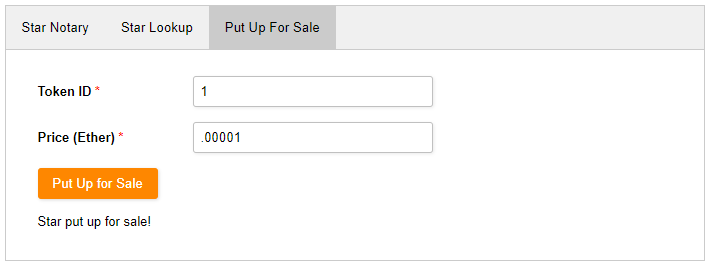 Star Notary Star Lookup Put Up For Sale
Token ID * 1
Price (Ether) * .00001
Put Up for Sale
Star put up for sale!